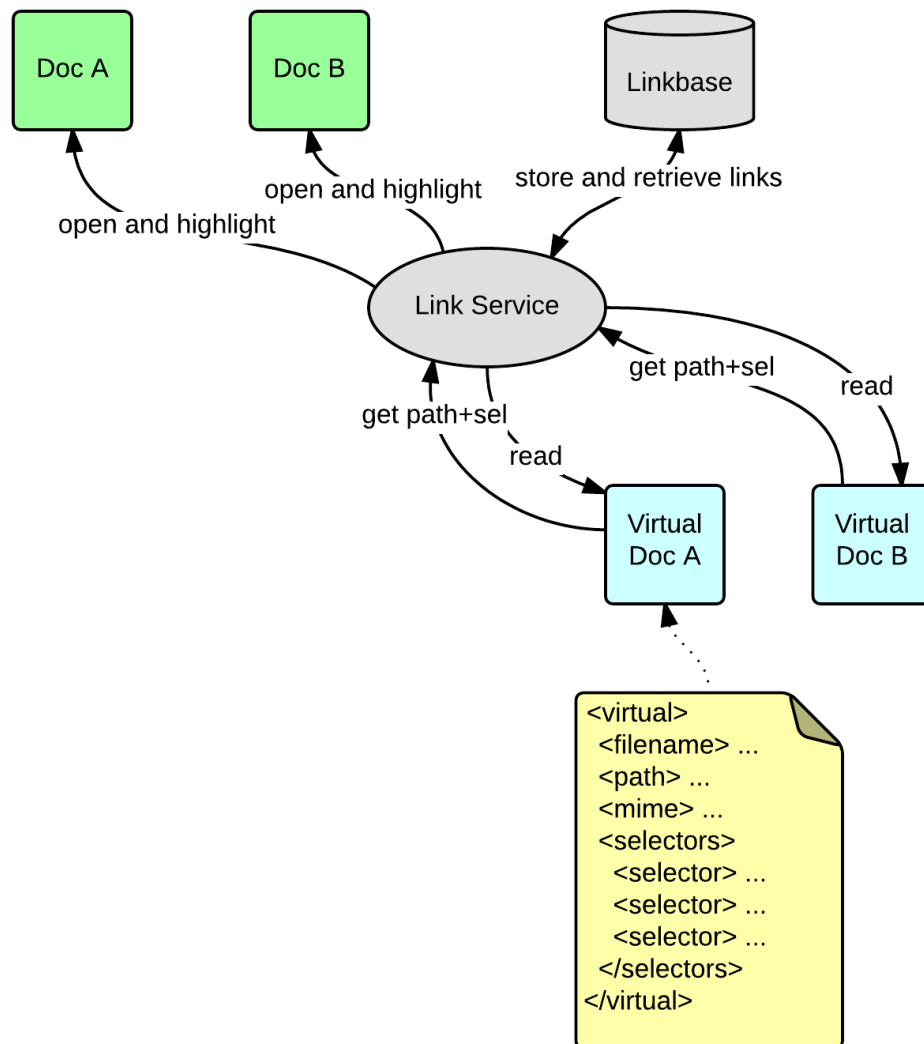 Doc A
Doc B
Linkbase
open and highlight
store and retrieve links
open and highlight
Link Service
get path+sel
read
get path+sel
read
Virtual
Doc A
Virtual
Doc B
<virtual>
<filename> ...
<path> ...
<mime> ...
<selectors>
<selector> ...
<selector> ...
<selector> ...
</selectors>
</virtual>